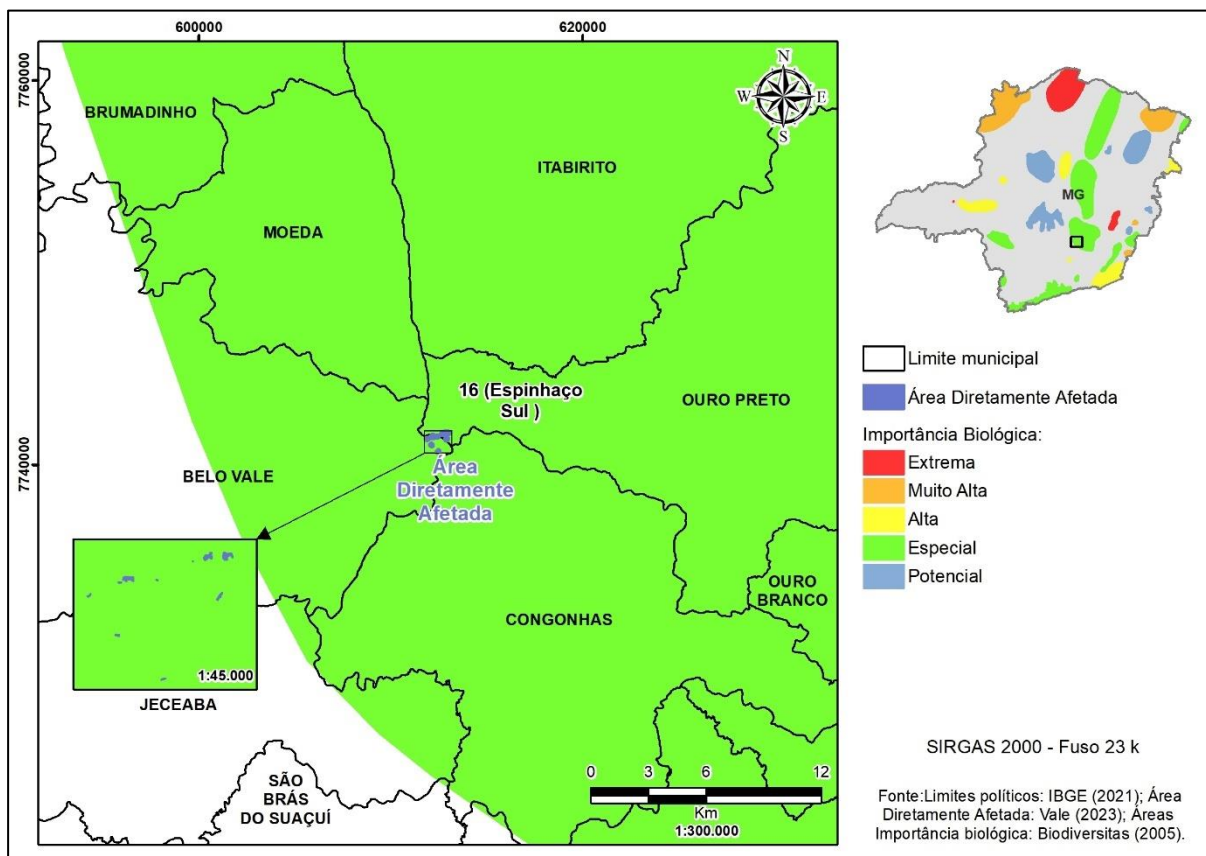 600000
620000
7760000
7740000
BRUMADINHO
ITABIRITO
MOEDA
16 (Espinhaço
Sul )
OURO PRETO
BELO VALE
Área
Diretamente
Afetada
OURO
BRANCO
CONGONHAS
1:45.000
JECEABA
SÃO
BRÁS
DO SUAÇUÍ
N
W
E
S
0
3
6
12
Km
1:300.000
MG
Limite municipal
Área Diretamente Afetada
Importância Biológica:
Extrema
Muito Alta
Alta
Especial
Potencial
SIRGAS 2000 - Fuso 23 k
Fonte:Limites políticos: IBGE (2021); Área
Diretamente Afetada: Vale (2023); Áreas
Importância biológica: Biodiversitas (2005).